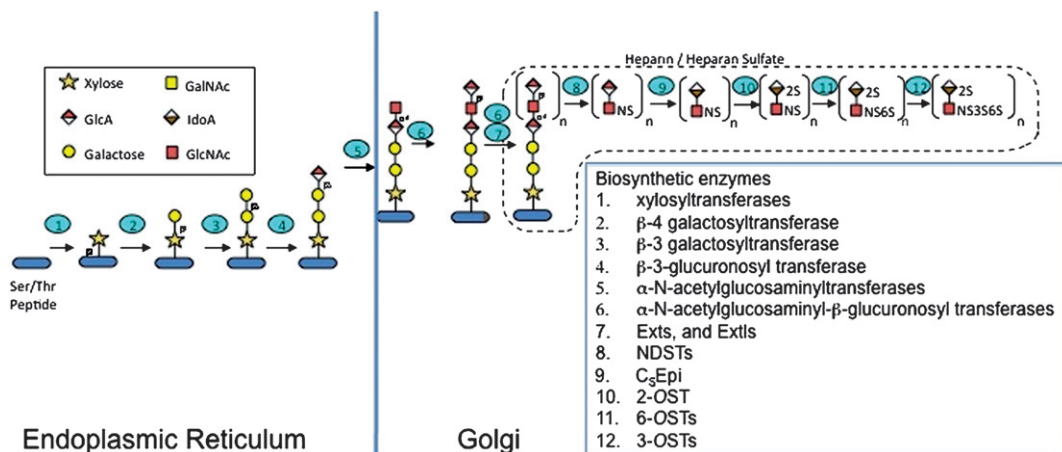 Hepann / Heparan Sulfate
Xylose
GalNAc
GlcA
IdoA
Galactose
GlcNAc
1
2
3
4
5
6
6
7
8
9
10
11
12
NS
NS
2S
NS
2S
NS6S
2S
NS3S6S
n
n
n
n
n
n
Ser/Thr
Peptide
Biosynthetic enzymes
1. xylosyltransferases
2. β-4 galactosyltransferase
3. β-3 galactosyltransferase
4. β-3-glucuronosyl transferase
5. α-N-acetylglucosaminyltransferases
6. α-N-acetylglucosaminyl-β-glucuronosyl transferases
7. Exts, and Extls
8. NDSTs
9. C₅Epi
10. 2-OST
11. 6-OSTs
12. 3-OSTs
Endoplasmic Reticulum
Golgi